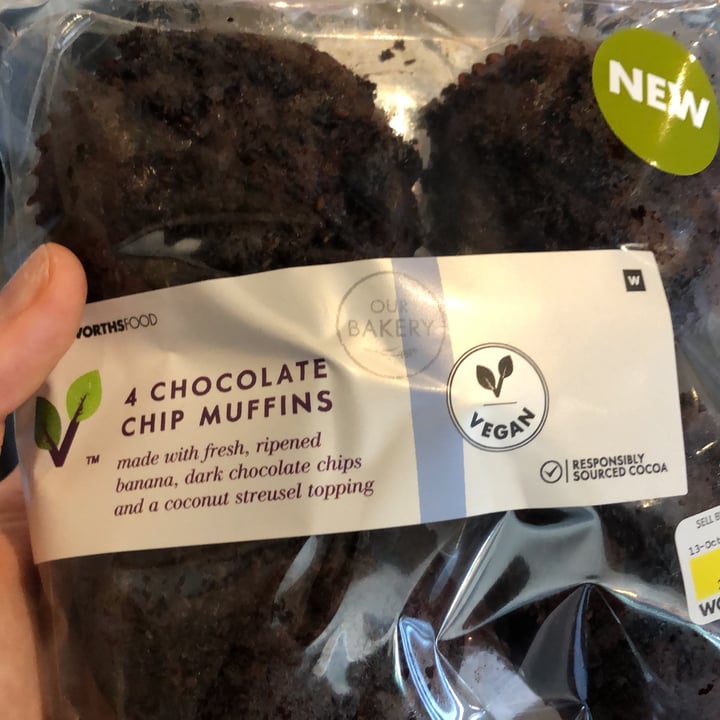 NEW
W
WORTHSFOOD
OUR
BAKERY
4 CHOCOLATE
CHIP MUFFINS
TM
made with fresh, ripened
banana, dark chocolate chips
and a coconut streusel topping
VEGAN
RESPONSIBLY
SOURCED COCOA
SELL B
13-Oct
WO